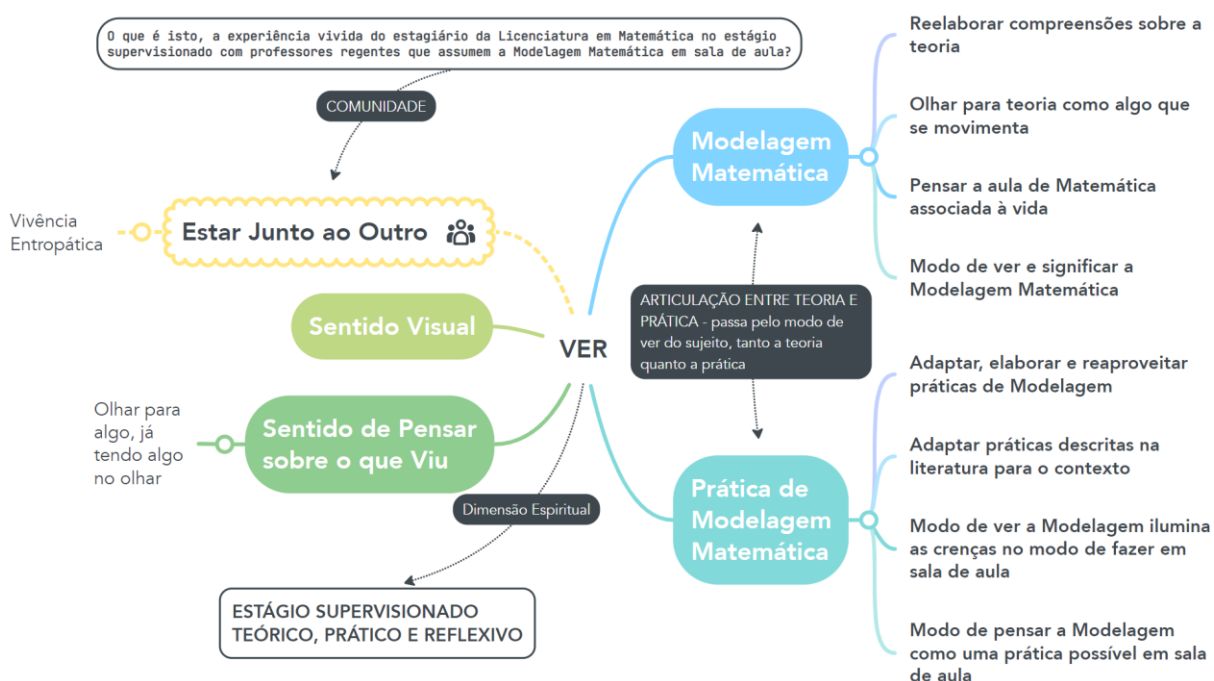 O que é isto, a experiência vivida do estagiário da Licenciatura em Matemática no estágio
supervisionado com professores regentes que assumem a Modelagem Matemática em sala de aula?
COMUNIDADE
Vivência
Entropática
Estar Junto ao Outro
Sentido Visual
Olhar para
algo, já
tendo algo
no olhar
Sentido de Pensar
sobre o que Viu
VER
Dimensão Espiritual
ESTÁGIO SUPERVISIONADO
TEÓRICO, PRÁTICO E REFLEXIVO
Modelagem
Matemática
Reelaborar compreensões sobre a
teoria
Olhar para teoria como algo que
se movimenta
Pensar a aula de Matemática
associada à vida
Modo de ver e significar a
Modelagem Matemática
ARTICULAÇÃO ENTRE TEORIA E
PRÁTICA - passa pelo modo de
ver do sujeito, tanto a teoria
quanto a prática
Prática de
Modelagem
Matemática
Adaptar, elaborar e reaproveitar
práticas de Modelagem
Adaptar práticas descritas na
literatura para o contexto
Modo de ver a Modelagem ilumina
as crenças no modo de fazer em
sala de aula
Modo de pensar a Modelagem
como uma prática possível em sala
de aula